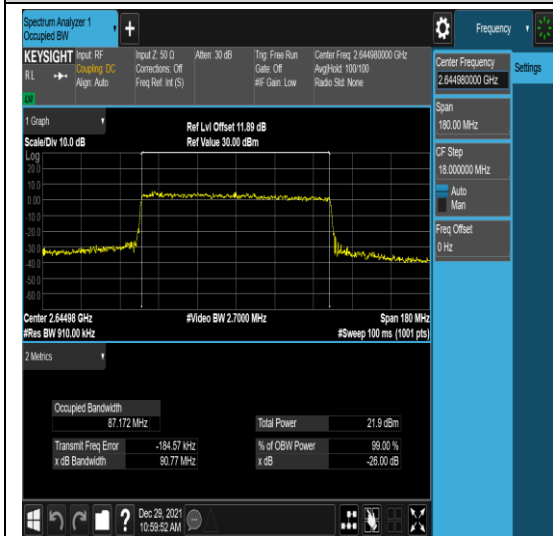 Spectrum Analyzer 1
Occupied BW
Frequency
KEYSIGHT
RL
Input: RF
Coupling: DC
Align: Auto
Input Z: 50 Ω
Corrections: Off
Freq Ref: Int (S)
Atten: 30 dB
Trig: Free Run
Gate: Off
#IF Gain: Low
Center Freq: 2.644980000 GHz
Avg|Hold: 100/100
Radio Std: None
Center Frequency
2.644980000 GHz
Settings
Span
180.00 MHz
CF Step
18.000000 MHz
Auto
Man
Freq Offset
0 Hz
1 Graph
Scale/Div 10.0 dB
Ref Lvl Offset 11.89 dB
Ref Value 30.00 dBm
Log
20.0
10.0
0.00
-10.0
-20.0
-30.0
-40.0
-50.0
-60.0
Center 2.64498 GHz
#Video BW 2.7000 MHz
Span 180 MHz
#Res BW 910.00 kHz
#Sweep 100 ms (1001 pts)
2 Metrics
Occupied Bandwidth
87.172 MHz
Total Power 21.9 dBm
Transmit Freq Error -184.57 kHz
% of OBW Power 99.00 %
x dB Bandwidth 90.77 MHz
x dB -26.00 dB
?
Dec 29, 2021
10:59:52 AM